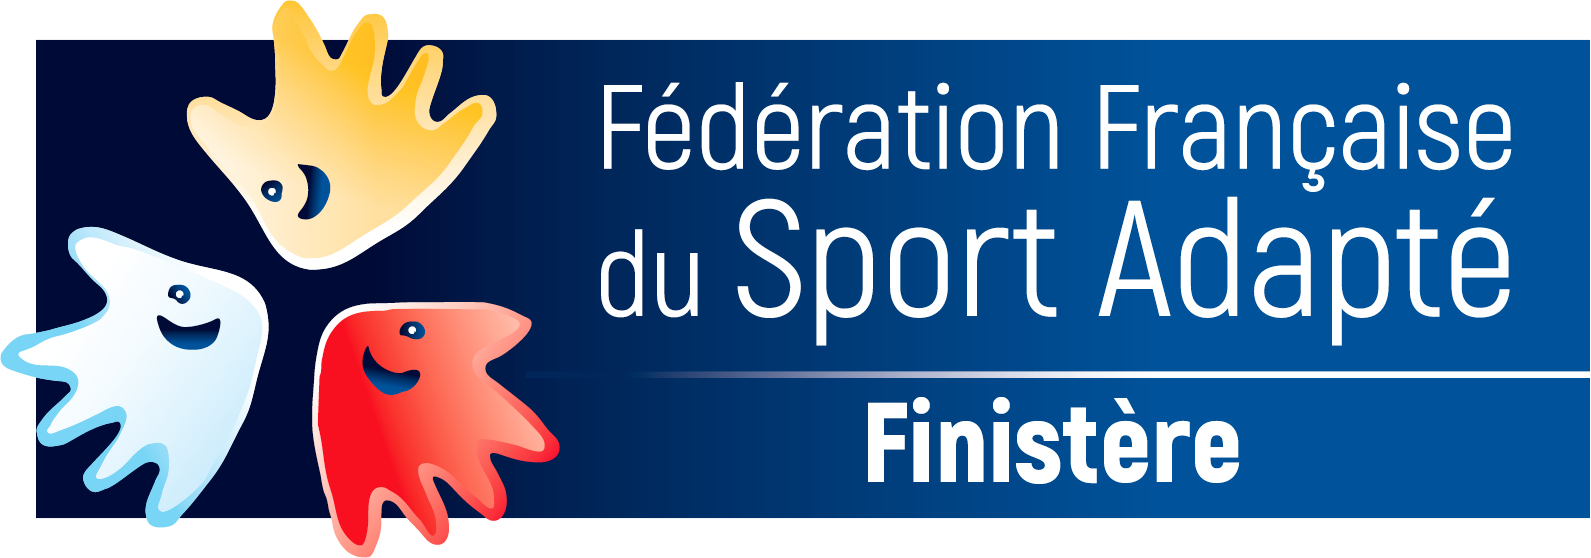 Fédération Française
du Sport Adapté
Finistère